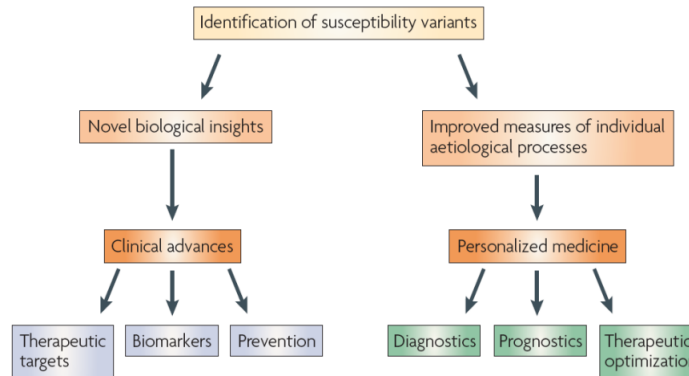 Identification of susceptibility variants
Novel biological insights
Improved measures of individual
aetiological processes
Clinical advances
Personalized medicine
Therapeutic
targets
Biomarkers
Prevention
Diagnostics
Prognostics
Therapeutic
optimization